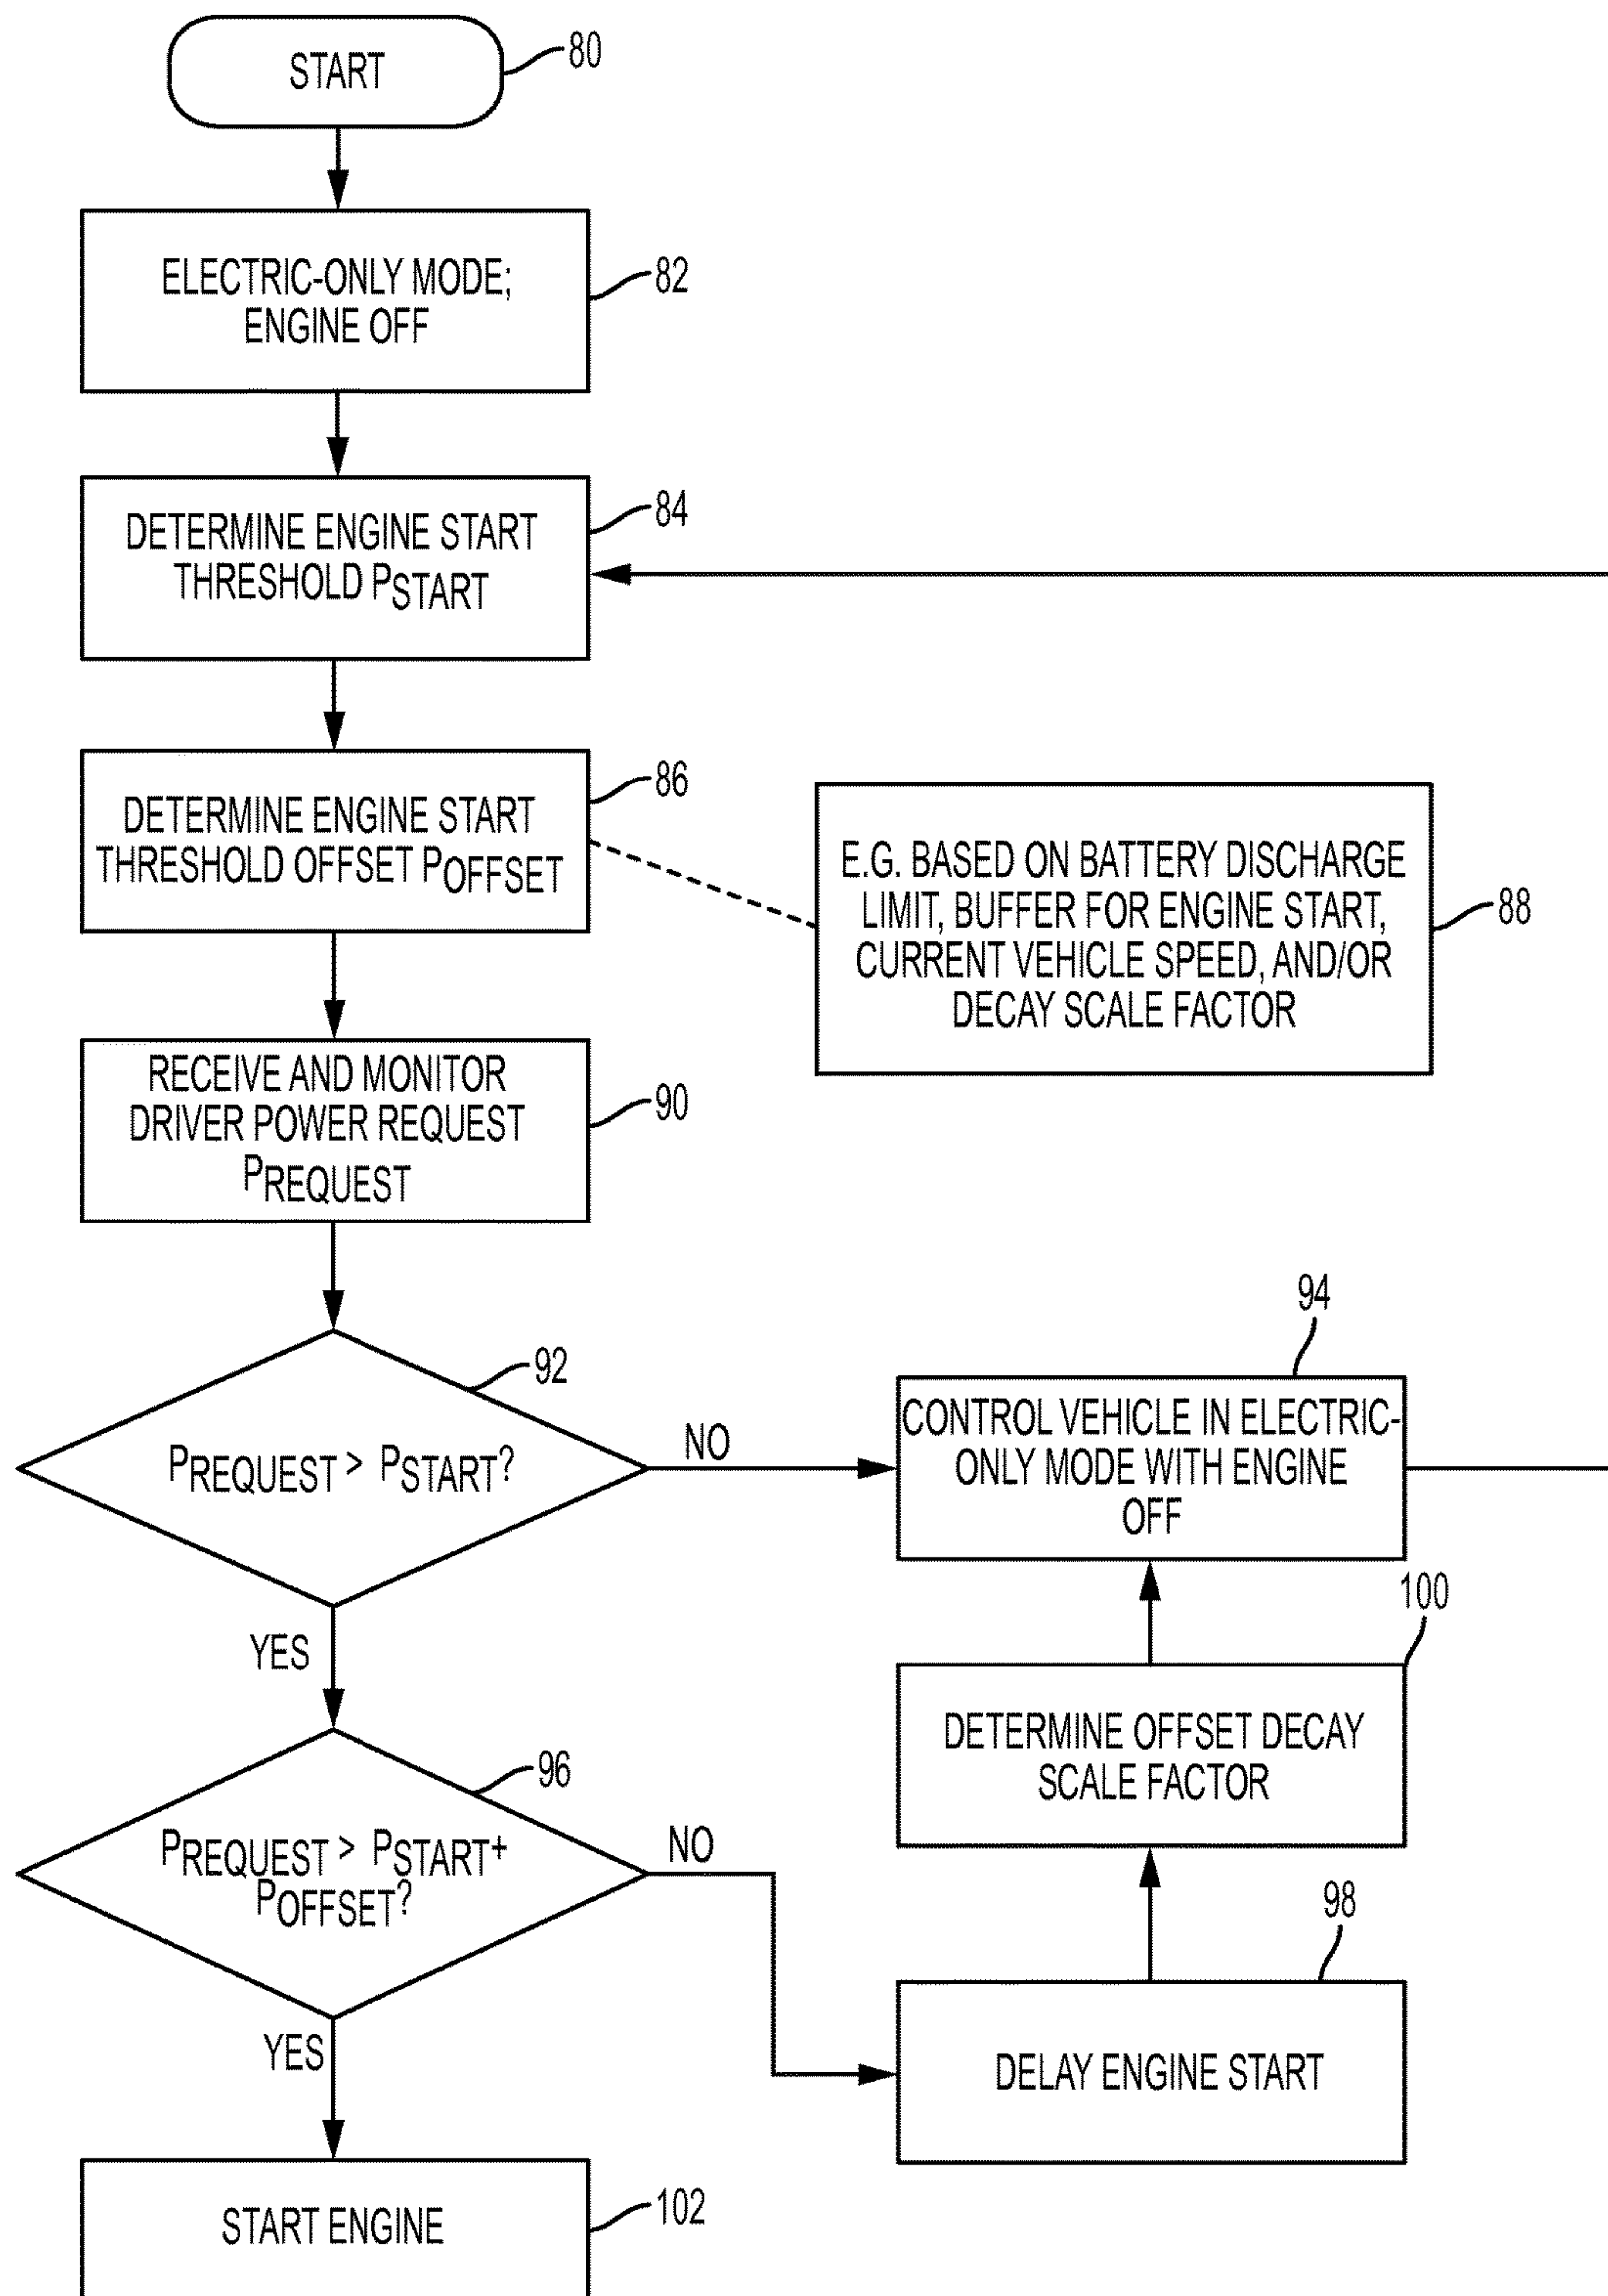 START
80
ELECTRIC-ONLY MODE;
ENGINE OFF
82
DETERMINE ENGINE START
THRESHOLD PSTART
84
DETERMINE ENGINE START
THRESHOLD OFFSET POFFSET
86
E.G. BASED ON BATTERY DISCHARGE
LIMIT, BUFFER FOR ENGINE START,
CURRENT VEHICLE SPEED, AND/OR
DECAY SCALE FACTOR
88
RECEIVE AND MONITOR
DRIVER POWER REQUEST
PREQUEST
90
PREQUEST > PSTART?
92
NO
YES
CONTROL VEHICLE IN ELECTRIC-
ONLY MODE WITH ENGINE
OFF
94
PREQUEST > PSTART+
POFFSET?
96
NO
YES
DETERMINE OFFSET DECAY
SCALE FACTOR
100
DELAY ENGINE START
98
START ENGINE
102